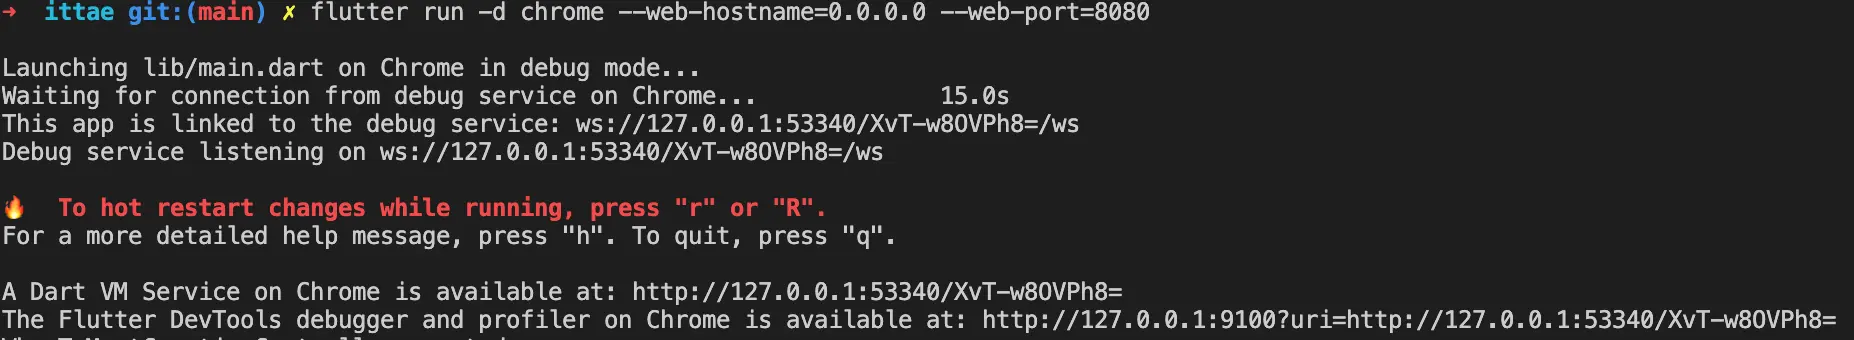 → ittae git:(main) ✗ flutter run -d chrome --web-hostname=0.0.0.0 --web-port=8080
Launching lib/main.dart on Chrome in debug mode...
Waiting for connection from debug service on Chrome... 15.0s
This app is linked to the debug service: ws://127.0.0.1:53340/XvT-w8OVPh8=/ws
Debug service listening on ws://127.0.0.1:53340/XvT-w8OVPh8=/ws
🔥 To hot restart changes while running, press "r" or "R".
For a more detailed help message, press "h". To quit, press "q".
A Dart VM Service on Chrome is available at: http://127.0.0.1:53340/XvT-w8OVPh8=
The Flutter DevTools debugger and profiler on Chrome is available at: http://127.0.0.1:9100?uri=http://127.0.0.1:53340/XvT-w8OVPh8=